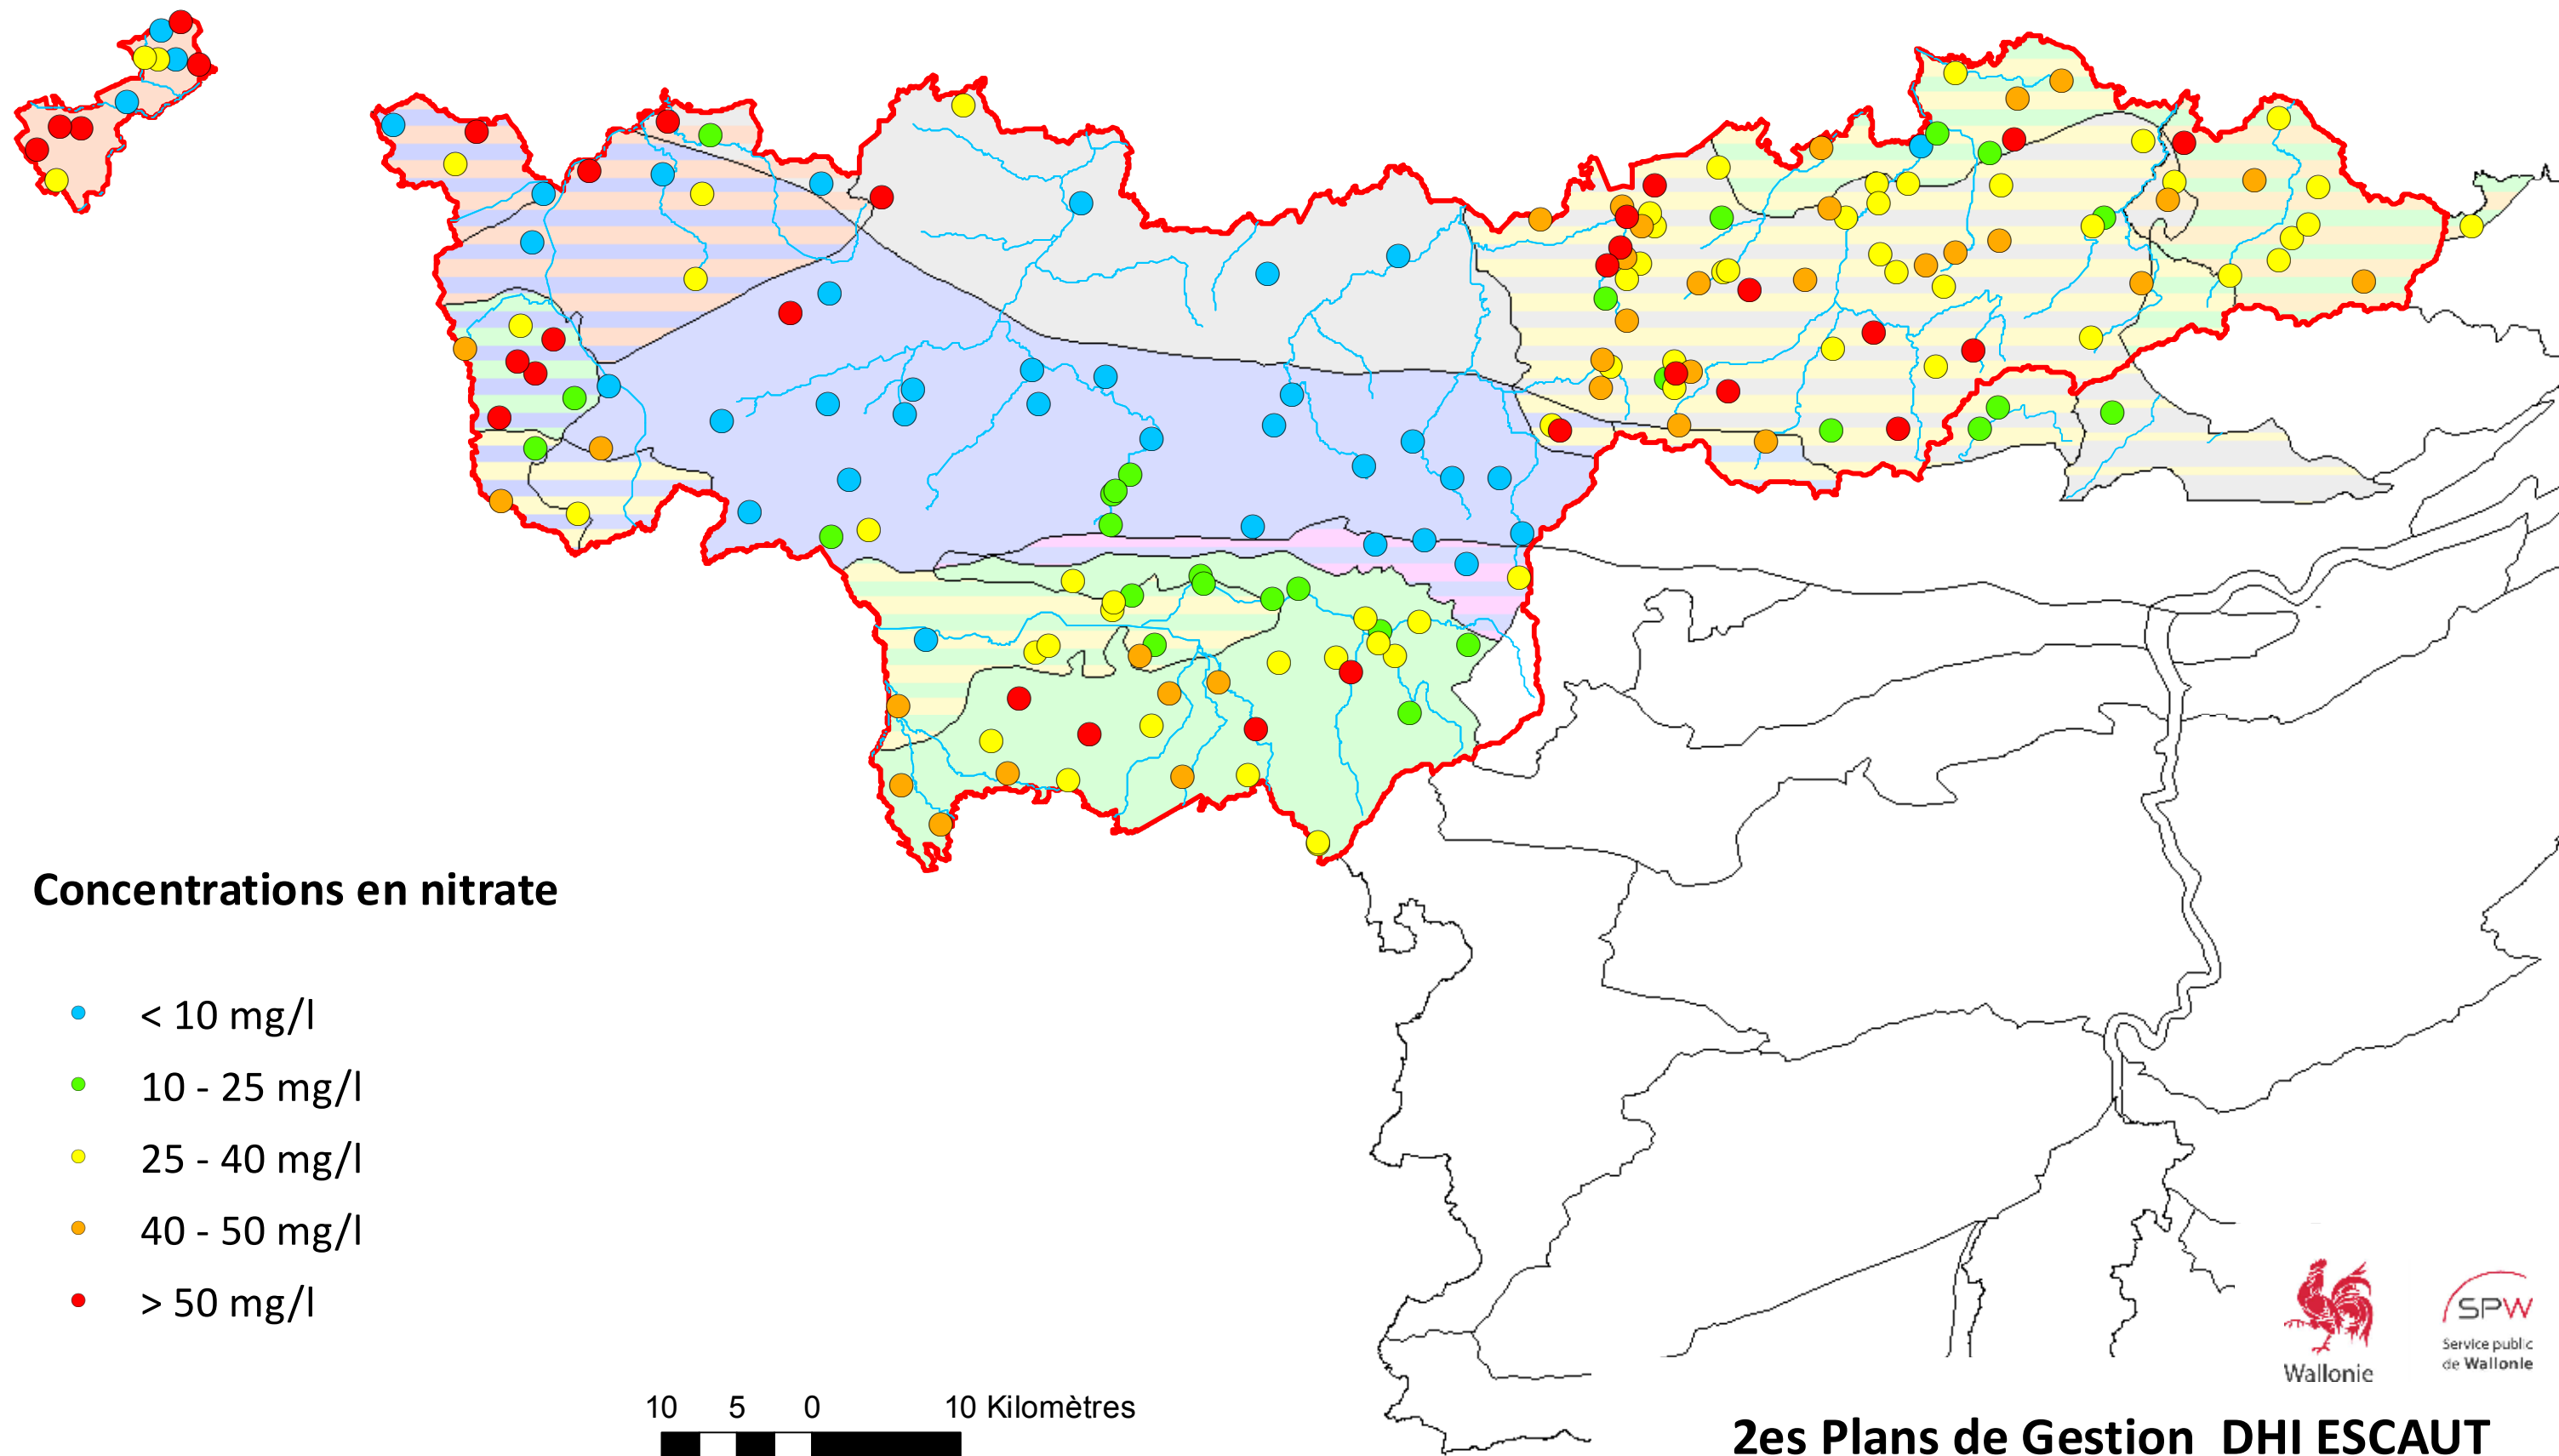 Concentrations en nitrate
< 10 mg/l
10 - 25 mg/l
25 - 40 mg/l
40 - 50 mg/l
> 50 mg/l
10 5 0 10 Kilomètres
Wallonie
SPW
Service public
de Wallonie
2es Plans de Gestion DHI ESCAUT